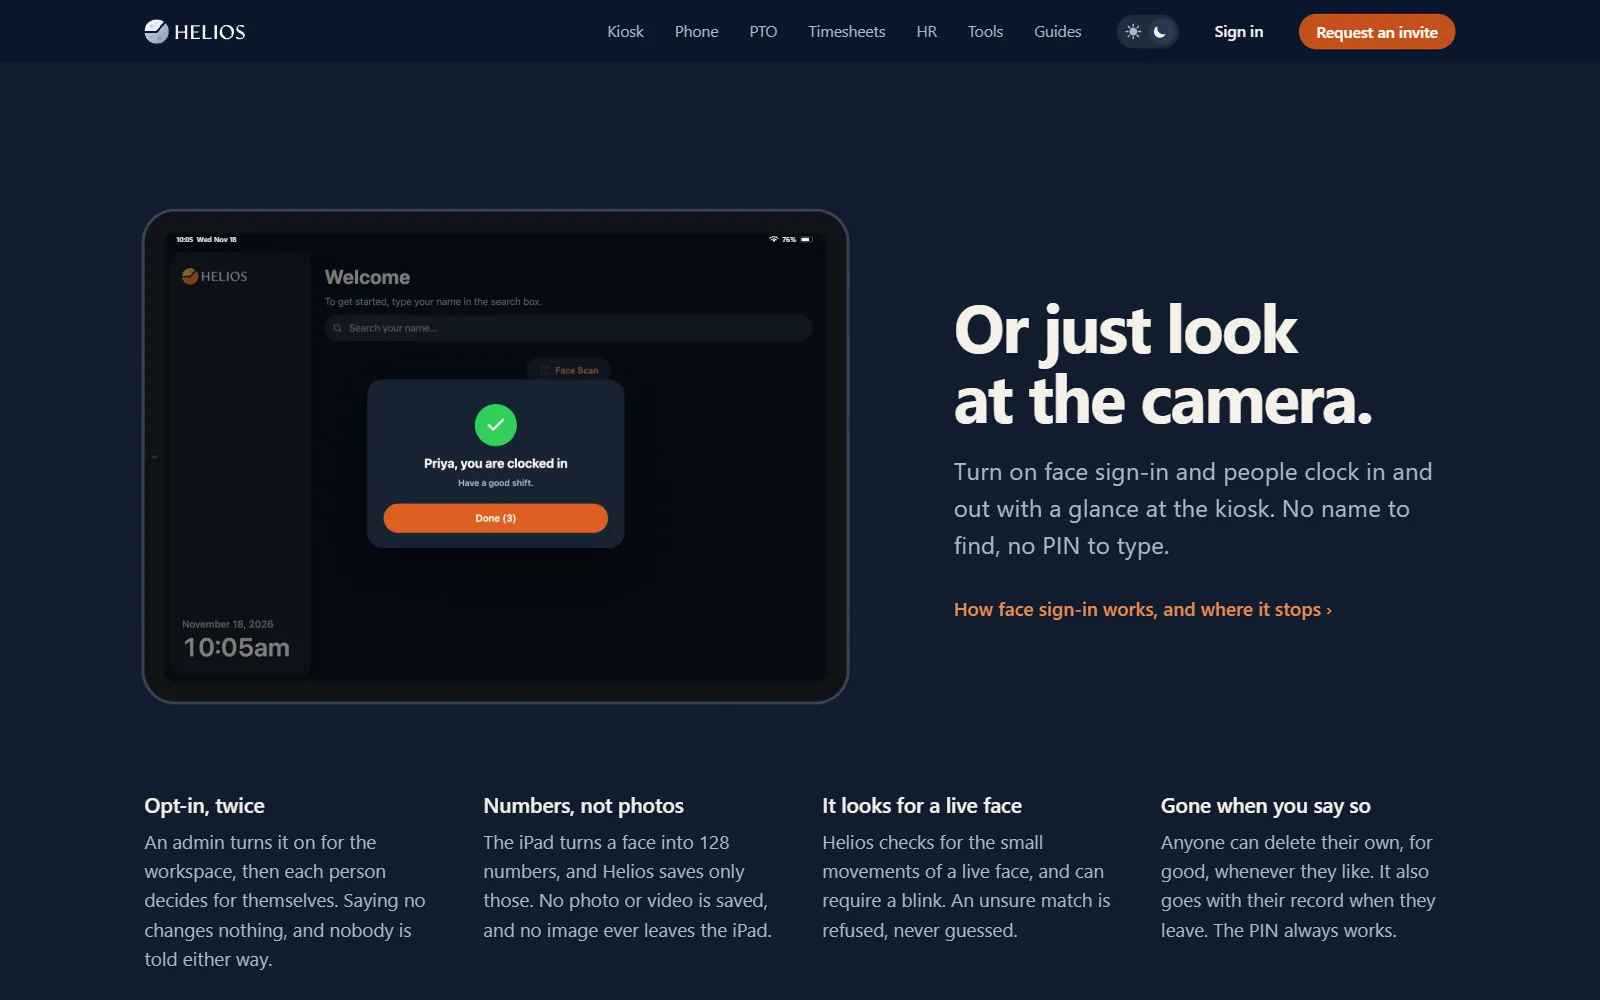 HELIOS
Kiosk
Phone
PTO
Timesheets
HR
Tools
Guides
Sign in
Request an invite
10:05 Wed Nov 18
76%
HELIOS
Welcome
To get started, type your name in the search box.
Search your name...
Face Scan
Priya, you are clocked in
Have a good shift.
Done (3)
November 18, 2026
10:05am
Or just look
at the camera.
Turn on face sign-in and people clock in and
out with a glance at the kiosk. No name to
find, no PIN to type.
How face sign-in works, and where it stops ›
Opt-in, twice
An admin turns it on for the
workspace, then each person
decides for themselves. Saying no
changes nothing, and nobody is
told either way.
Numbers, not photos
The iPad turns a face into 128
numbers, and Helios saves only
those. No photo or video is saved,
and no image ever leaves the iPad.
It looks for a live face
Helios checks for the small
movements of a live face, and can
require a blink. An unsure match is
refused, never guessed.
Gone when you say so
Anyone can delete their own, for
good, whenever they like. It also
goes with their record when they
leave. The PIN always works.